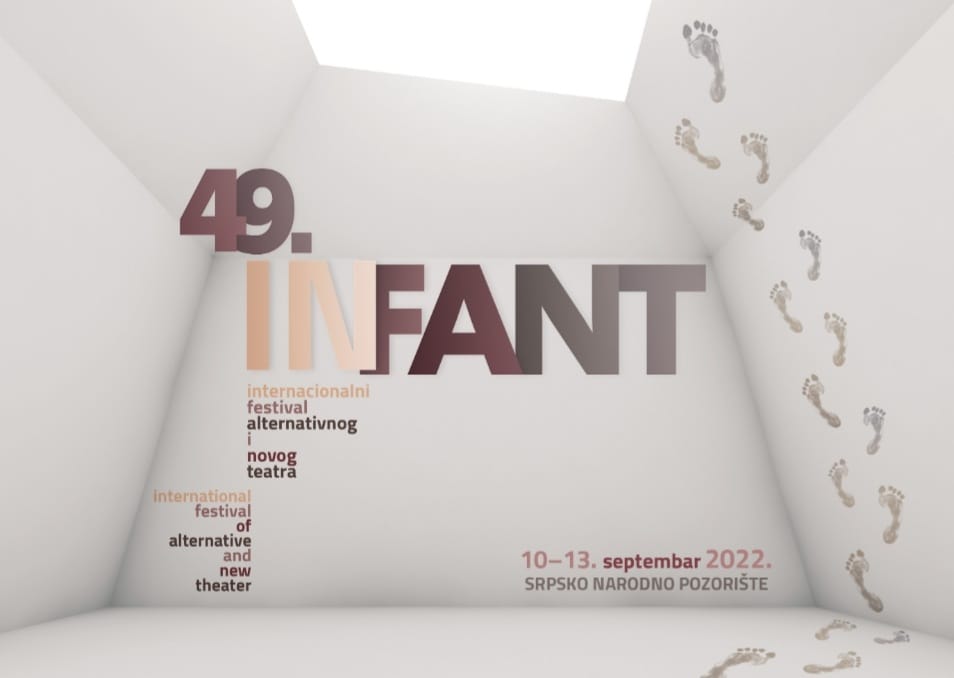 49.
INFANT
internacionalni
festival
alternativnog
i
novog
teatra
international
festival
of
alternative
and
new
theater
10–13. septembar 2022.
SRPSKO NARODNO POZORIŠTE